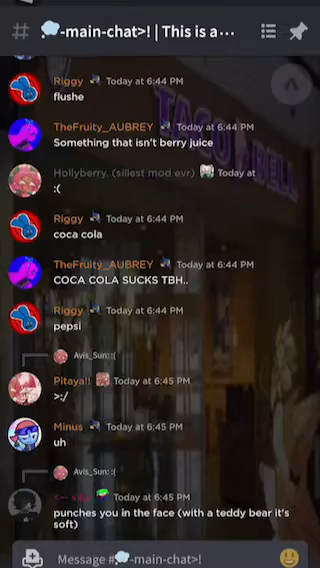 # 💭-main-chat>! | This is a…
Riggy Today at 6:44 PM
flushe
TheFruity_AUBREY Today at 6:44 PM
Something that isn't berry juice
Hollyberry. (sillest mod evr) Today at
:(
Riggy Today at 6:44 PM
coca cola
TheFruity_AUBREY Today at 6:44 PM
COCA COLA SUCKS TBH..
Riggy Today at 6:44 PM
pepsi
Avis_Sun: :(
Pitaya!! Today at 6:45 PM
>:/
Minus Today at 6:45 PM
uh
Avis_Sun: :(
Today at 6:45 PM
punches you in the face (with a teddy bear it's
soft)
Message #💭-main-chat>!
TACO BELL